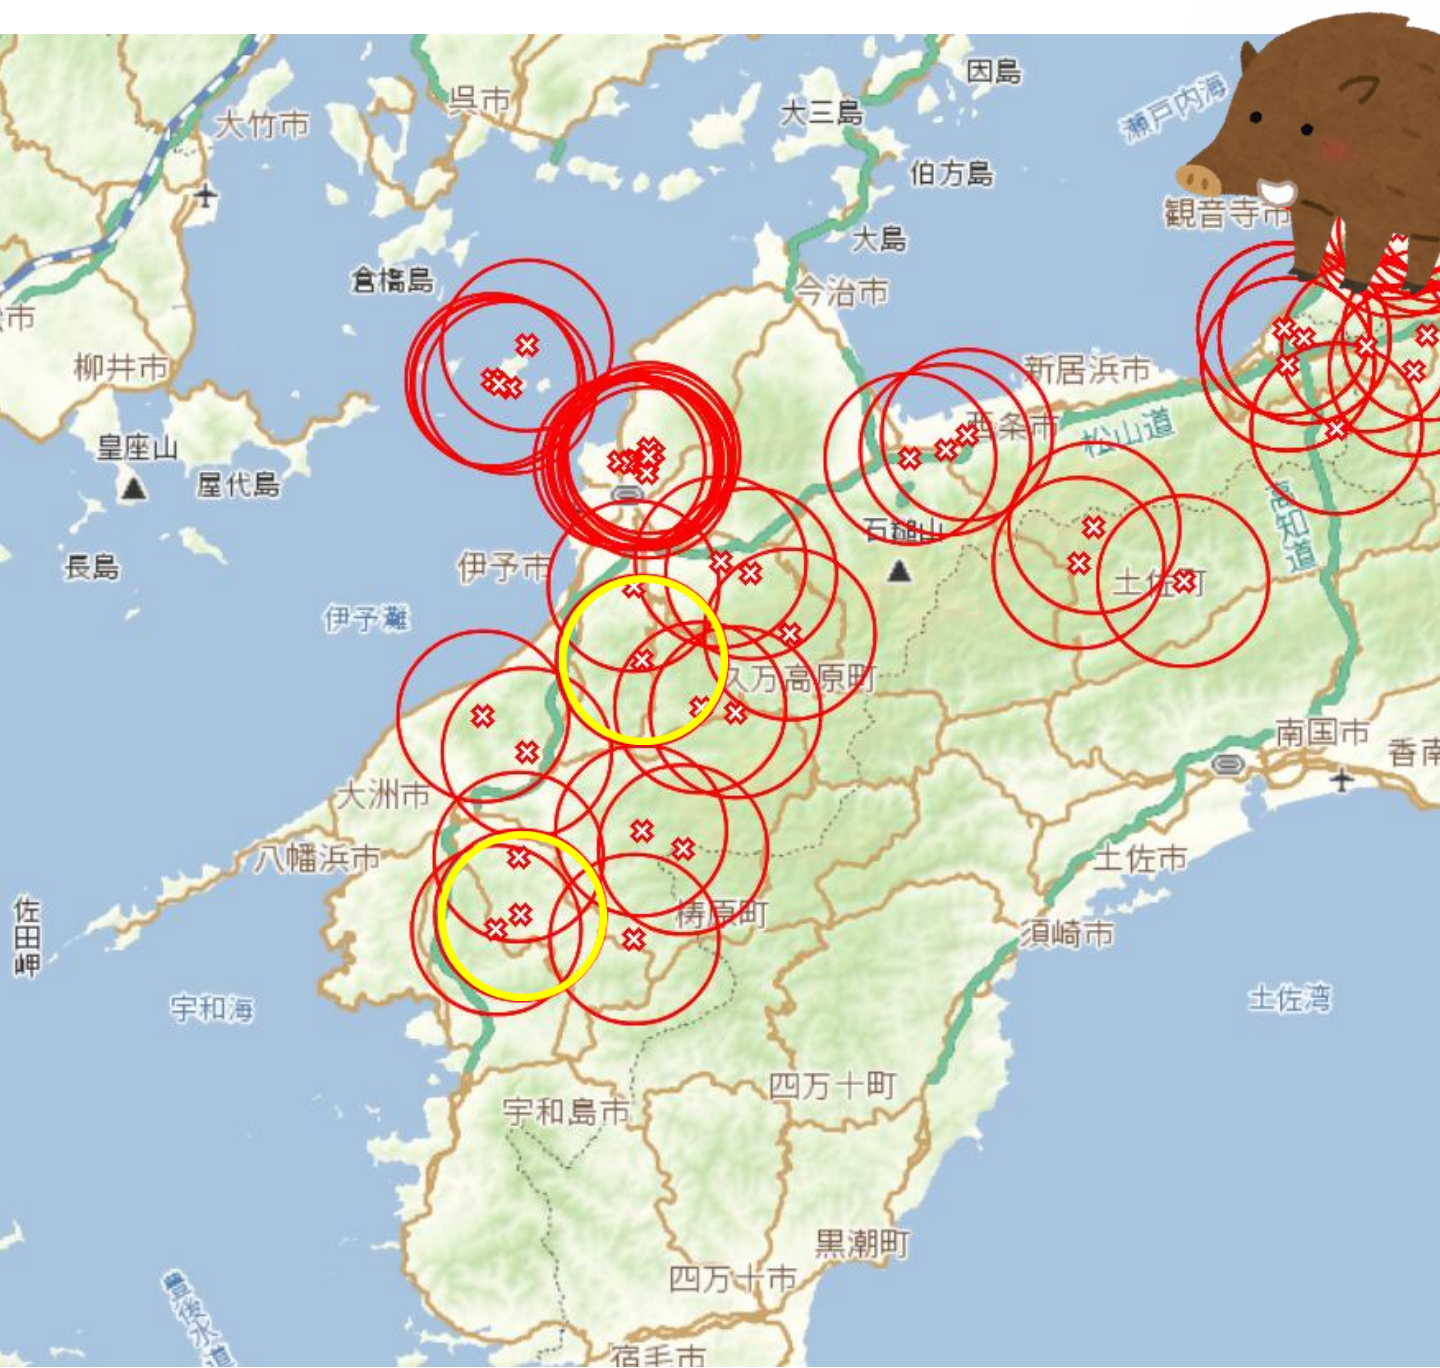 因島
瀬戸内海
呉市
大三島
大竹市
伯方島
観音寺市
大島
倉橋島
今治市
市
柳井市
新居浜市
西条市
松山道
皇座山
屋代島
高知道
石鎚山
長島
伊予市
土佐町
伊予灘
久万高原町
南国市
香南
大洲市
八幡浜市
土佐市
佐田岬
梼原町
須崎市
宇和海
土佐湾
四万十町
宇和島市
黒潮町
四万十市
豊後水道
宿毛市